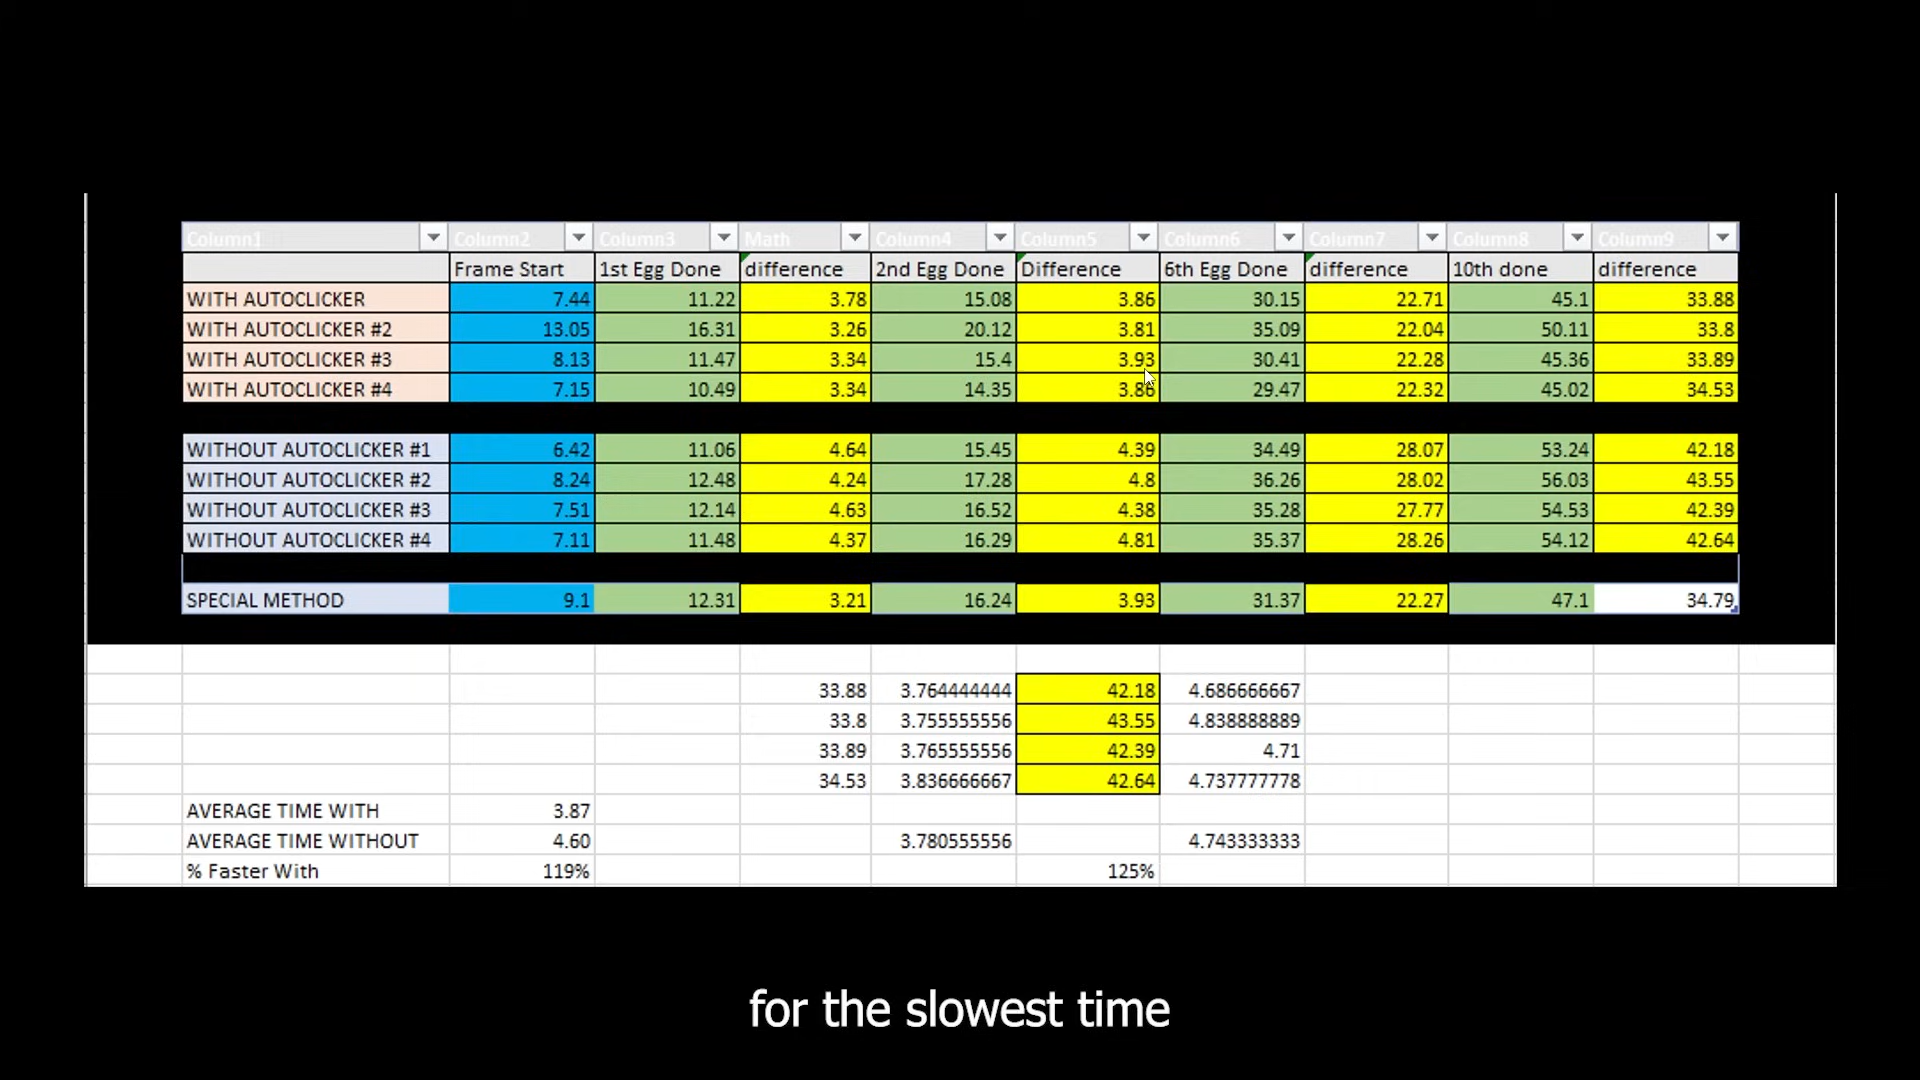 Column1 Column2 Column3 Math Column4 Column5 Column6 Column7 Column8 Column9
Frame Start 1st Egg Done difference 2nd Egg Done Difference 6th Egg Done difference 10th done difference
WITH AUTOCLICKER 7.44 11.22 3.78 15.08 3.86 30.15 22.71 45.1 33.88
WITH AUTOCLICKER #2 13.05 16.31 3.26 20.12 3.81 35.09 22.04 50.11 33.8
WITH AUTOCLICKER #3 8.13 11.47 3.34 15.4 3.93 30.41 22.28 45.36 33.89
WITH AUTOCLICKER #4 7.15 10.49 3.34 14.35 3.86 29.47 22.32 45.02 34.53
WITHOUT AUTOCLICKER #1 6.42 11.06 4.64 15.45 4.39 34.49 28.07 53.24 42.18
WITHOUT AUTOCLICKER #2 8.24 12.48 4.24 17.28 4.8 36.26 28.02 56.03 43.55
WITHOUT AUTOCLICKER #3 7.51 12.14 4.63 16.52 4.38 35.28 27.77 54.53 42.39
WITHOUT AUTOCLICKER #4 7.11 11.48 4.37 16.29 4.81 35.37 28.26 54.12 42.64
SPECIAL METHOD 9.1 12.31 3.21 16.24 3.93 31.37 22.27 47.1 34.79
33.88 3.764444444 42.18 4.686666667
33.8 3.755555556 43.55 4.838888889
33.89 3.765555556 42.39 4.71
34.53 3.836666667 42.64 4.737777778
AVERAGE TIME WITH 3.87
AVERAGE TIME WITHOUT 4.60 3.780555556 4.743333333
% Faster With 119% 125%
for the slowest time